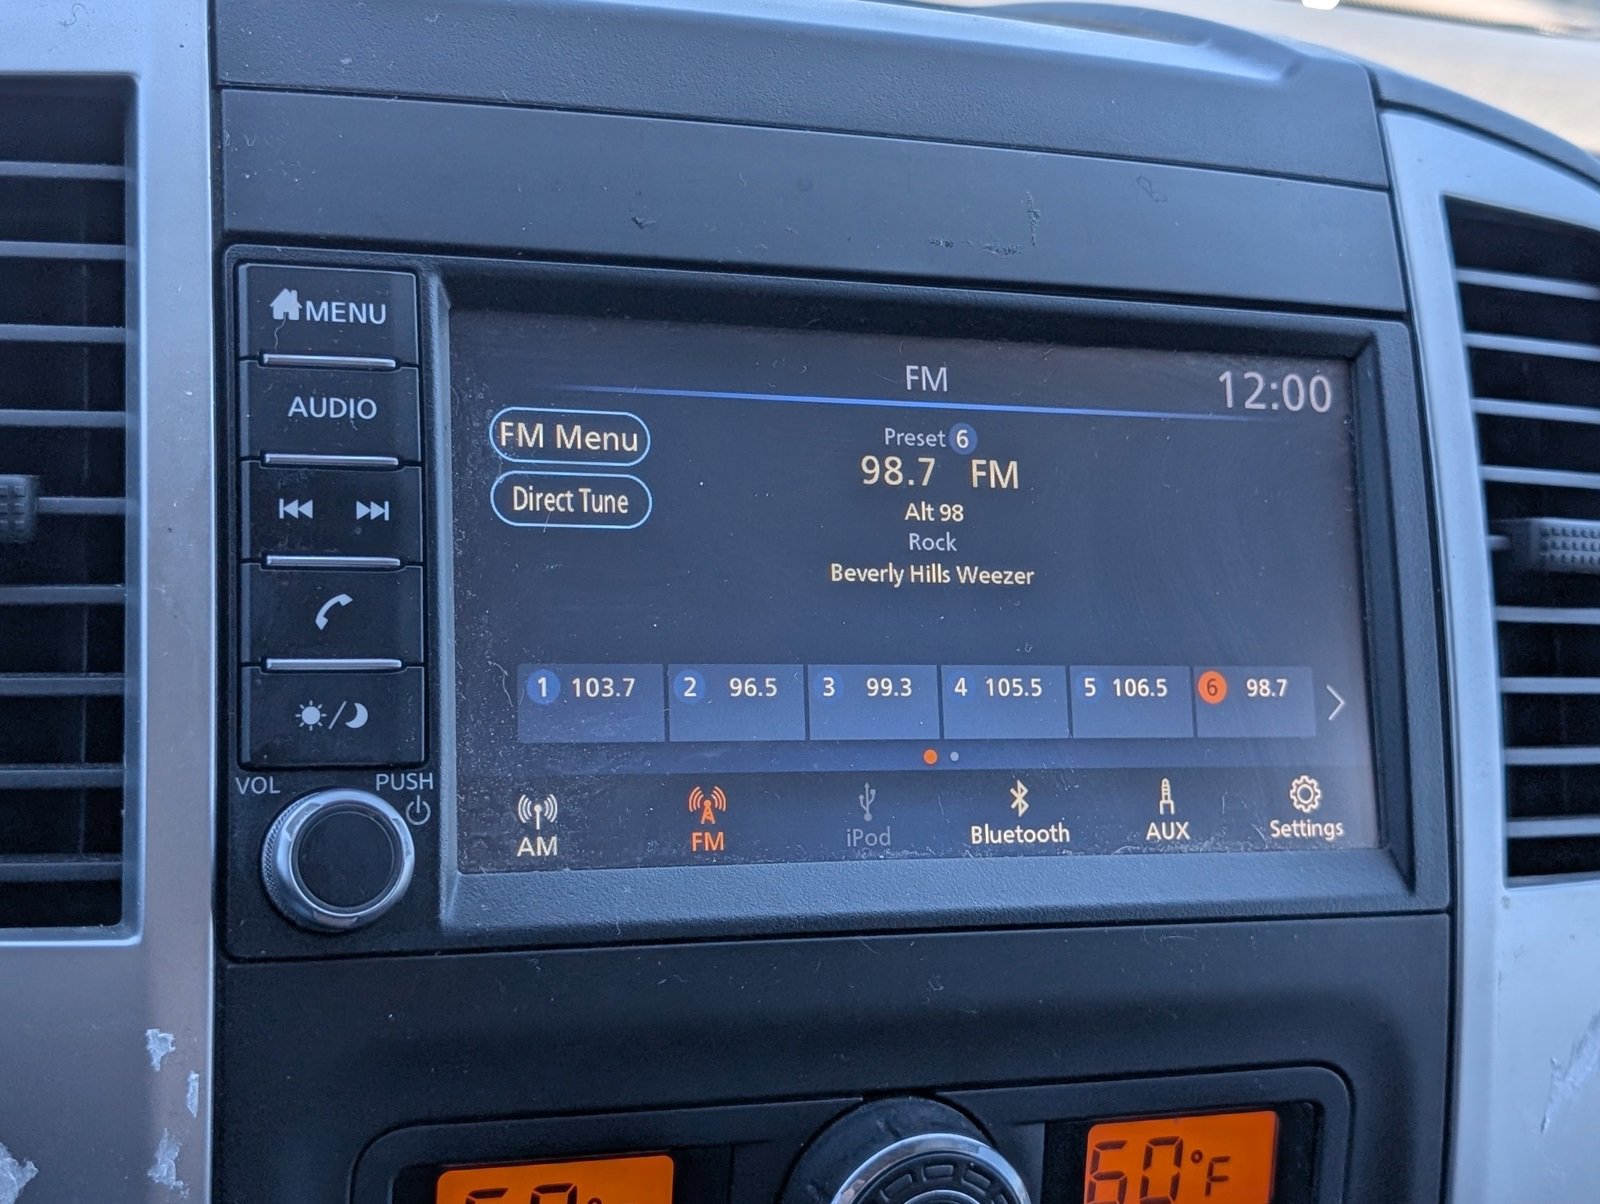 MENU
AUDIO
VOL
PUSH
FM
12:00
FM Menu
Direct Tune
Preset 6
98.7 FM
Alt 98
Rock
Beverly Hills Weezer
1 103.7
2 96.5
3 99.3
4 105.5
5 106.5
6 98.7
AM
FM
iPod
Bluetooth
AUX
Settings
60°F